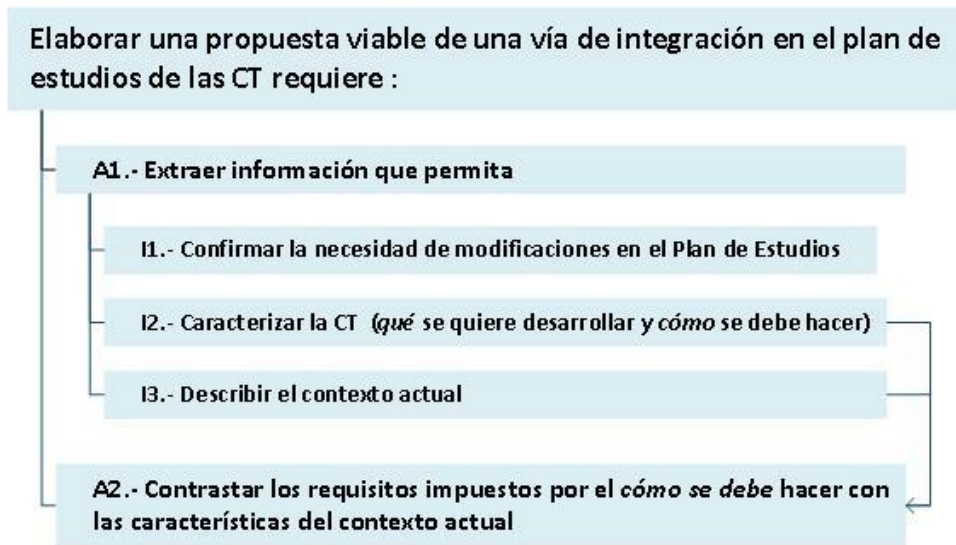 Elaborar una propuesta viable de una vía de integración en el plan de
estudios de las CT requiere :
A1.- Extraer información que permita
I1.- Confirmar la necesidad de modificaciones en el Plan de Estudios
I2.- Caracterizar la CT (qué se quiere desarrollar y cómo se debe hacer)
I3.- Describir el contexto actual
A2.- Contrastar los requisitos impuestos por el cómo se debe hacer con
las características del contexto actual